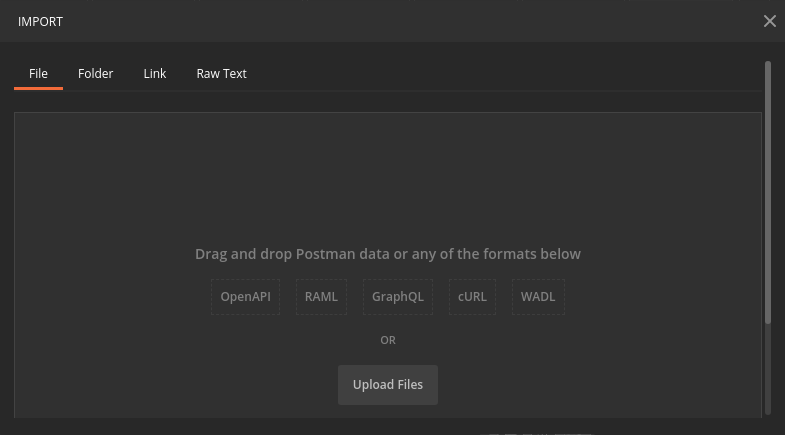 IMPORT
File Folder Link Raw Text
Drag and drop Postman data or any of the formats below
OpenAPI RAML GraphQL cURL WADL
OR
Upload Files